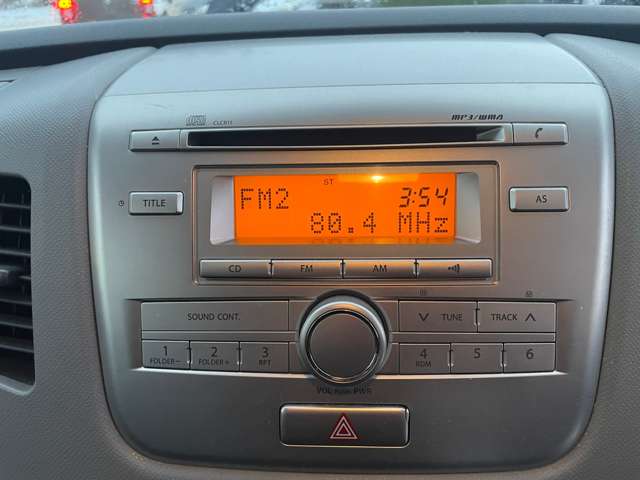 CLCB11 MP3/WMA
ST
FM2 3:54
80.4 MHz
TITLE
AS
CD FM AM
SOUND CONT. TUNE TRACK
1 2 3 4 5 6
FOLDER− FOLDER+ RPT RDM
VOL PUSH PWR